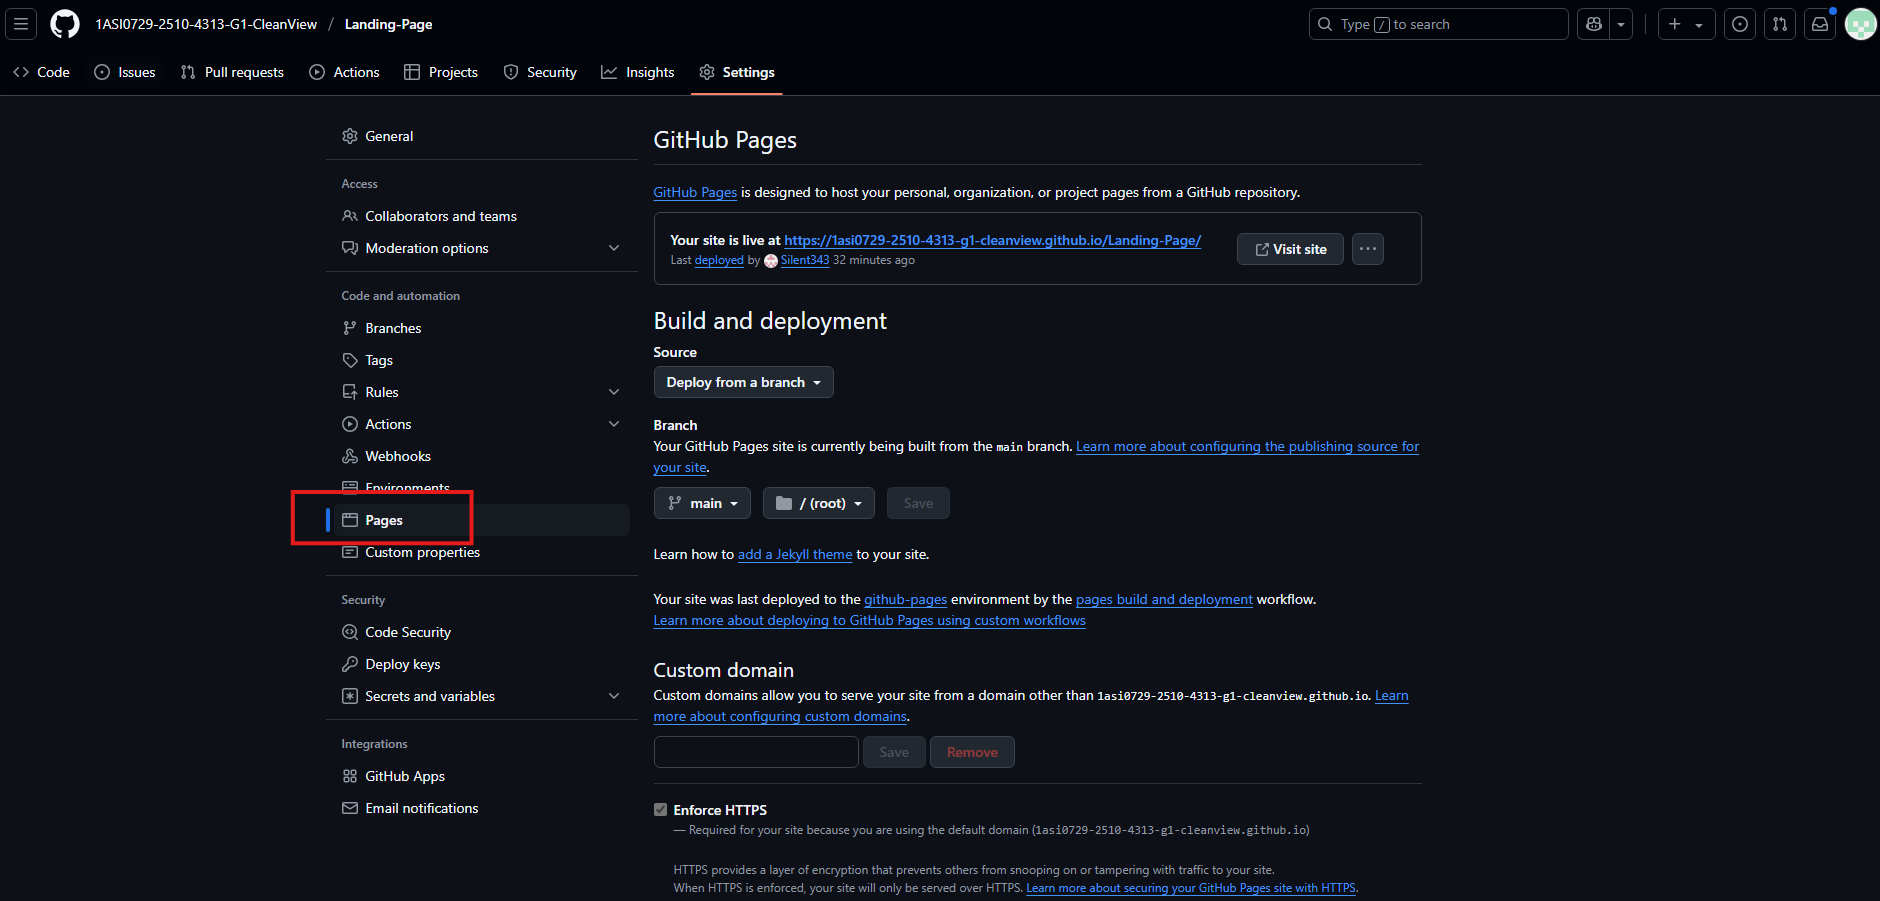 1ASI0729-2510-4313-G1-CleanView / Landing-Page
Type / to search
Code Issues Pull requests Actions Projects Security Insights Settings
General
Access
Collaborators and teams
Moderation options
Code and automation
Branches
Tags
Rules
Actions
Webhooks
Environments
Pages
Custom properties
Security
Code Security
Deploy keys
Secrets and variables
Integrations
GitHub Apps
Email notifications
GitHub Pages
GitHub Pages is designed to host your personal, organization, or project pages from a GitHub repository.
Your site is live at https://1asi0729-2510-4313-g1-cleanview.github.io/Landing-Page/
Last deployed by Silent343 32 minutes ago
Visit site
Build and deployment
Source
Deploy from a branch
Branch
Your GitHub Pages site is currently being built from the main branch. Learn more about configuring the publishing source for
your site.
main / (root) Save
Learn how to add a Jekyll theme to your site.
Your site was last deployed to the github-pages environment by the pages build and deployment workflow.
Learn more about deploying to GitHub Pages using custom workflows
Custom domain
Custom domains allow you to serve your site from a domain other than 1asi0729-2510-4313-g1-cleanview.github.io. Learn
more about configuring custom domains.
Save Remove
Enforce HTTPS
— Required for your site because you are using the default domain (1asi0729-2510-4313-g1-cleanview.github.io)
HTTPS provides a layer of encryption that prevents others from snooping on or tampering with traffic to your site.
When HTTPS is enforced, your site will only be served over HTTPS. Learn more about securing your GitHub Pages site with HTTPS.